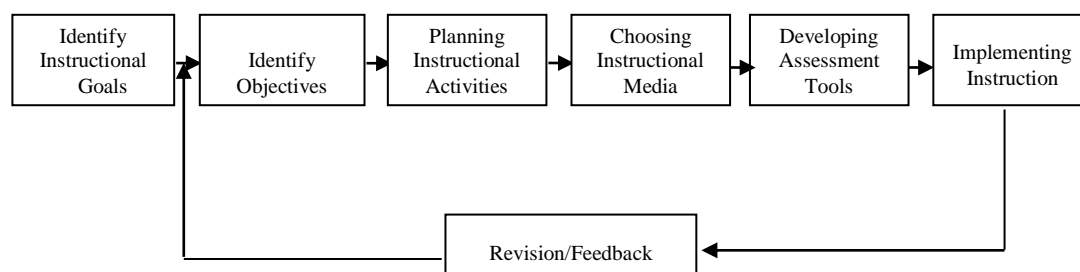 Identify
Instructional
Goals
Identify
Objectives
Planning
Instructional
Activities
Choosing
Instructional
Media
Developing
Assessment
Tools
Implementing
Instruction
Revision/Feedback